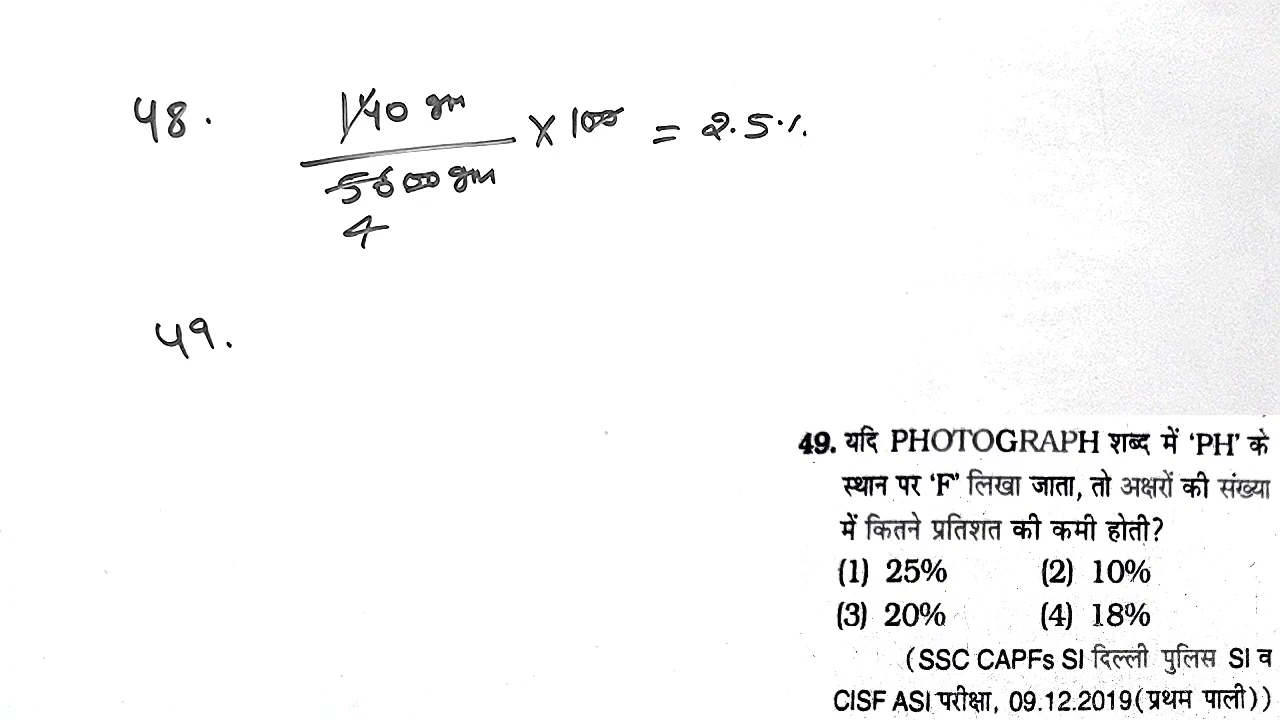 48. 140 gm / 5600 gm × 100 = 2.5%
4
49.
49. यदि PHOTOGRAPH शब्द में 'PH' के
स्थान पर 'F' लिखा जाता, तो अक्षरों की संख्या
में कितने प्रतिशत की कमी होती?
(1) 25% (2) 10%
(3) 20% (4) 18%
(SSC CAPFs SI दिल्ली पुलिस SI व
CISF ASI परीक्षा, 09.12.2019(प्रथम पाली))